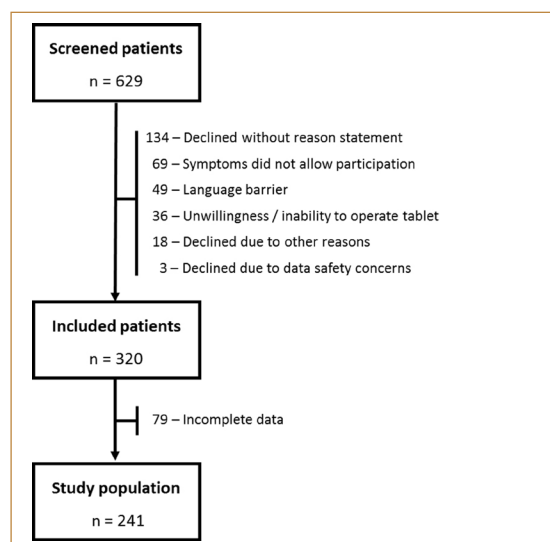 Screened patients
n = 629
134 – Declined without reason statement
69 – Symptoms did not allow participation
49 – Language barrier
36 – Unwillingness / inability to operate tablet
18 – Declined due to other reasons
3 – Declined due to data safety concerns
Included patients
n = 320
79 – Incomplete data
Study population
n = 241